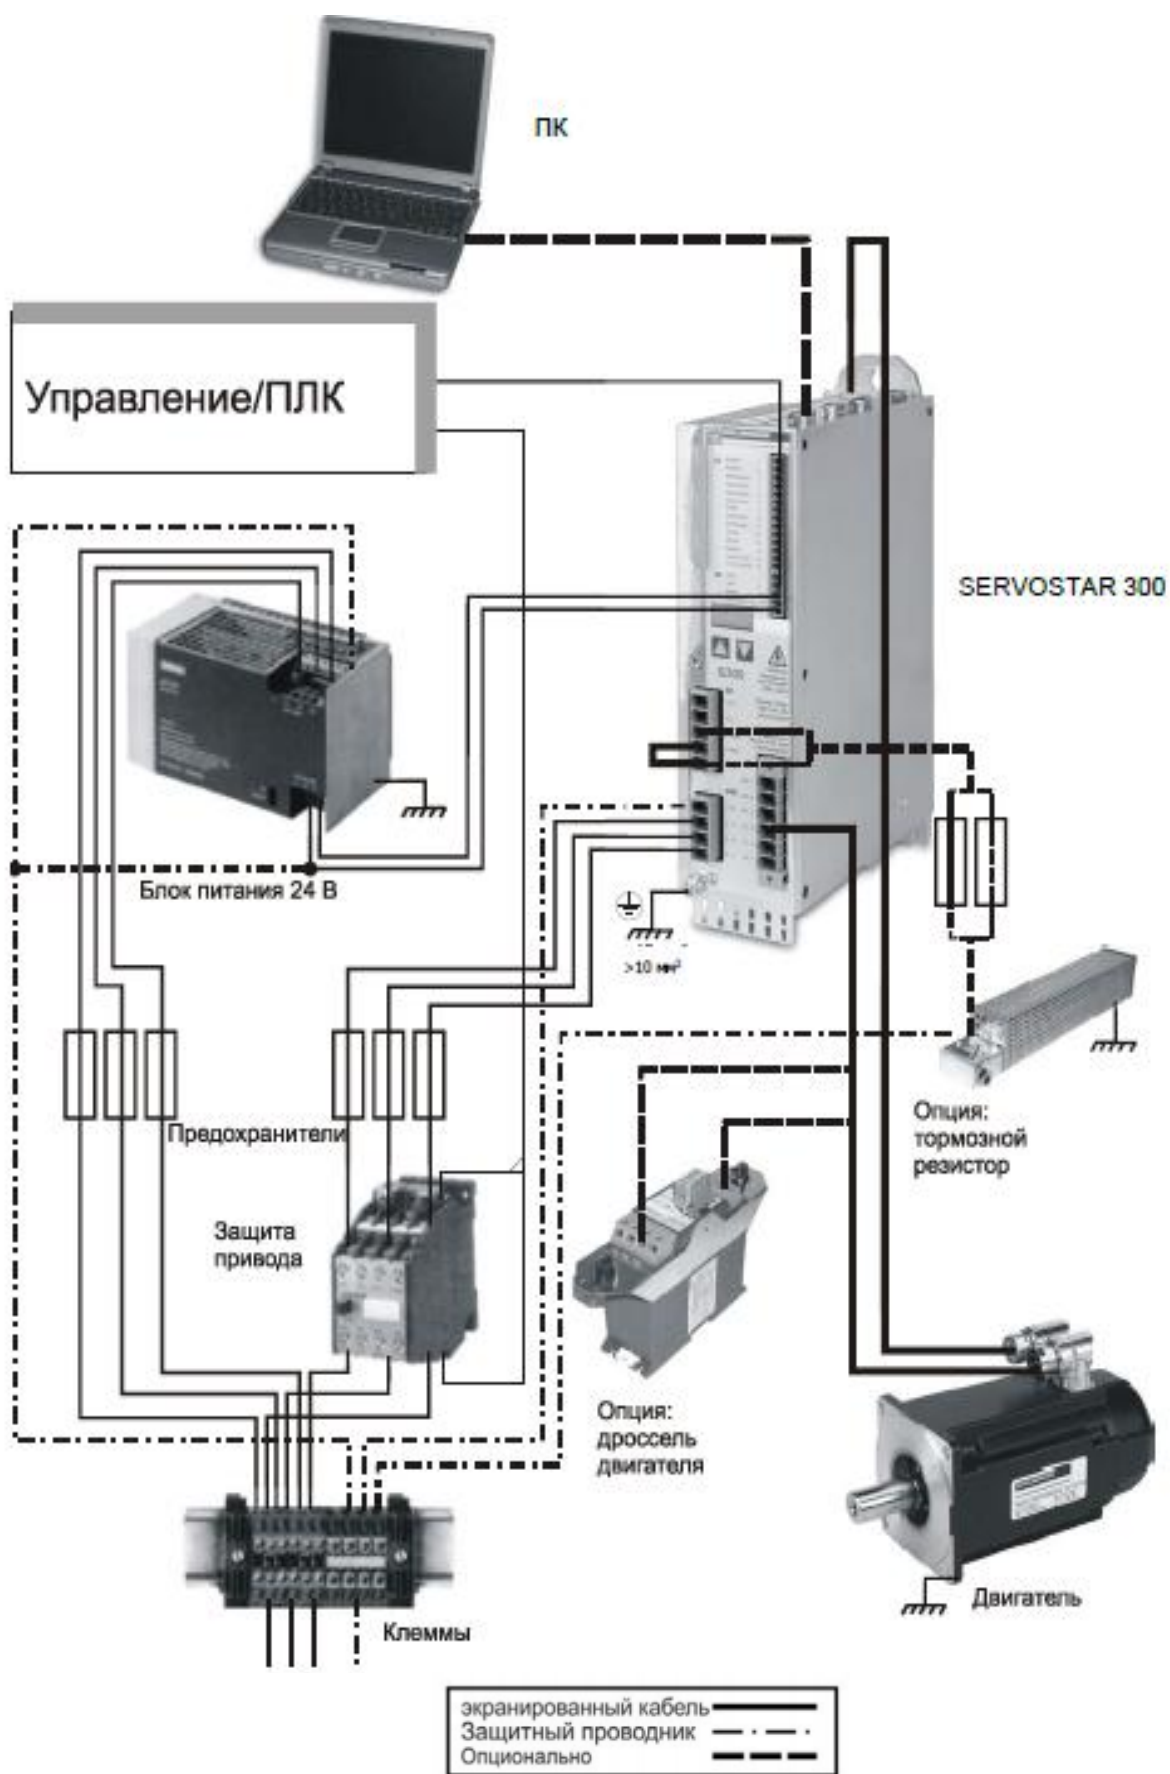 ПК
Управление/ПЛК
SERVOSTAR 300
Блок питания 24 В
>10 мм²
Предохранители
Опция:
тормозной
резистор
Защита
привода
Опция:
дроссель
двигателя
Двигатель
Клеммы
экранированный кабель
Защитный проводник
Опционально